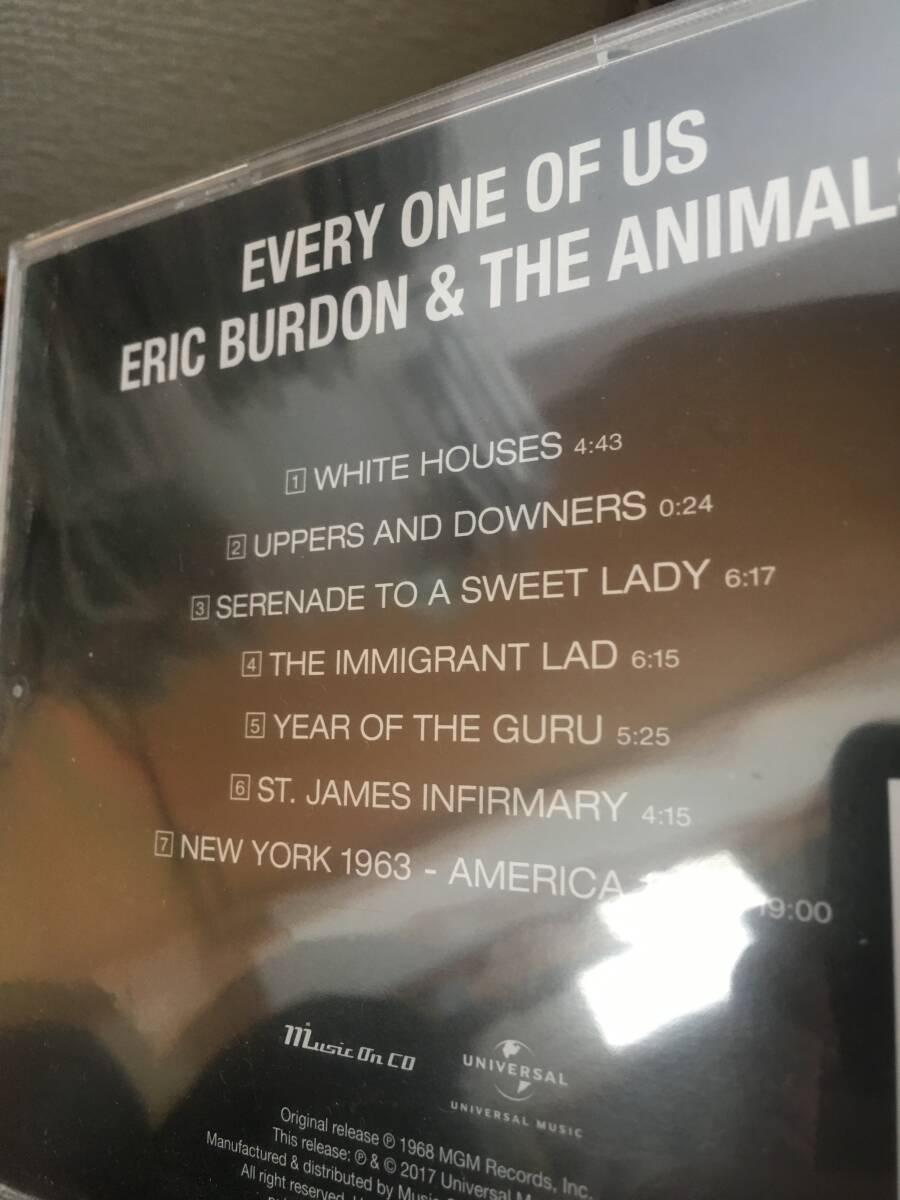 EVERY ONE OF US
ERIC BURDON & THE ANIMALS
1 WHITE HOUSES 4:43
2 UPPERS AND DOWNERS 0:24
3 SERENADE TO A SWEET LADY 6:17
4 THE IMMIGRANT LAD 6:15
5 YEAR OF THE GURU 5:25
6 ST. JAMES INFIRMARY 4:15
7 NEW YORK 1963 - AMERICA 19:00
Music On CD
UNIVERSAL
UNIVERSAL MUSIC
Original release ℗ 1968 MGM Records, Inc.
This release: ℗ & © 2017 Universal
Manufactured & distributed by Music
All right reserved.